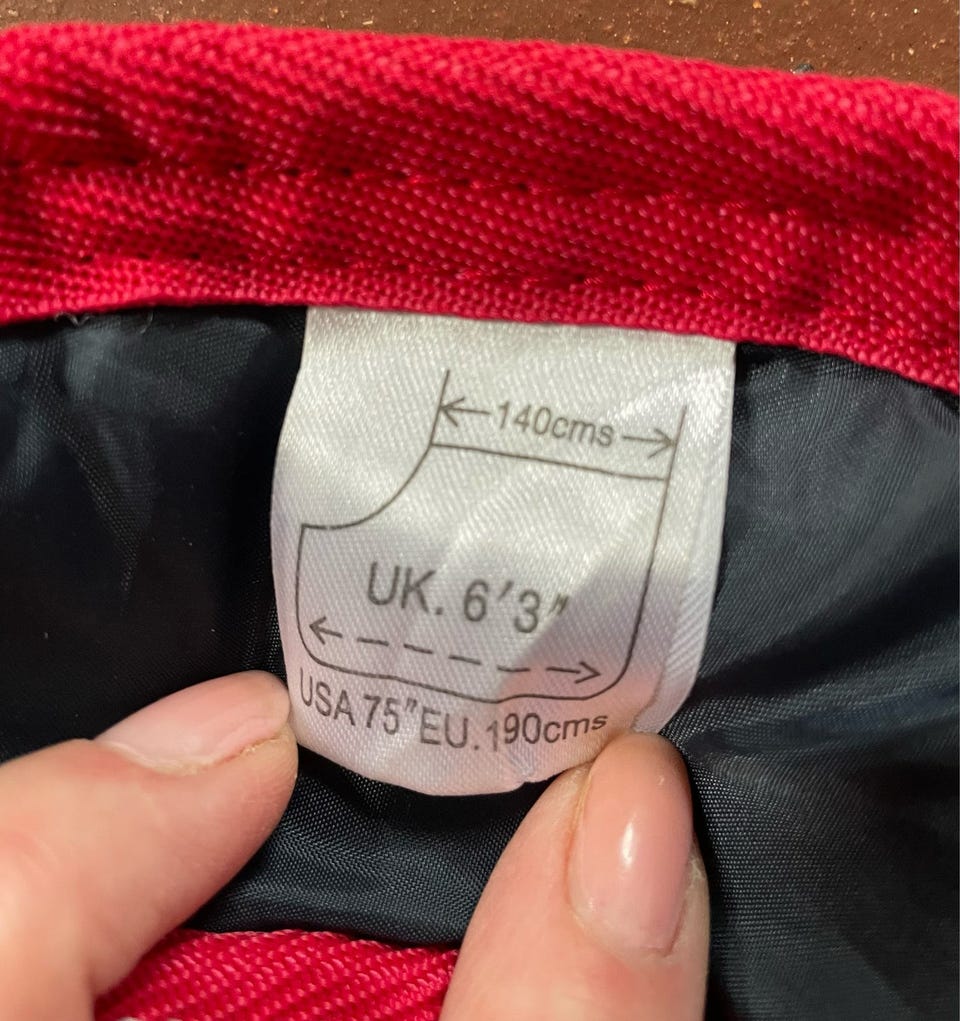 140cms
UK. 6'3"
USA 75" EU. 190cms